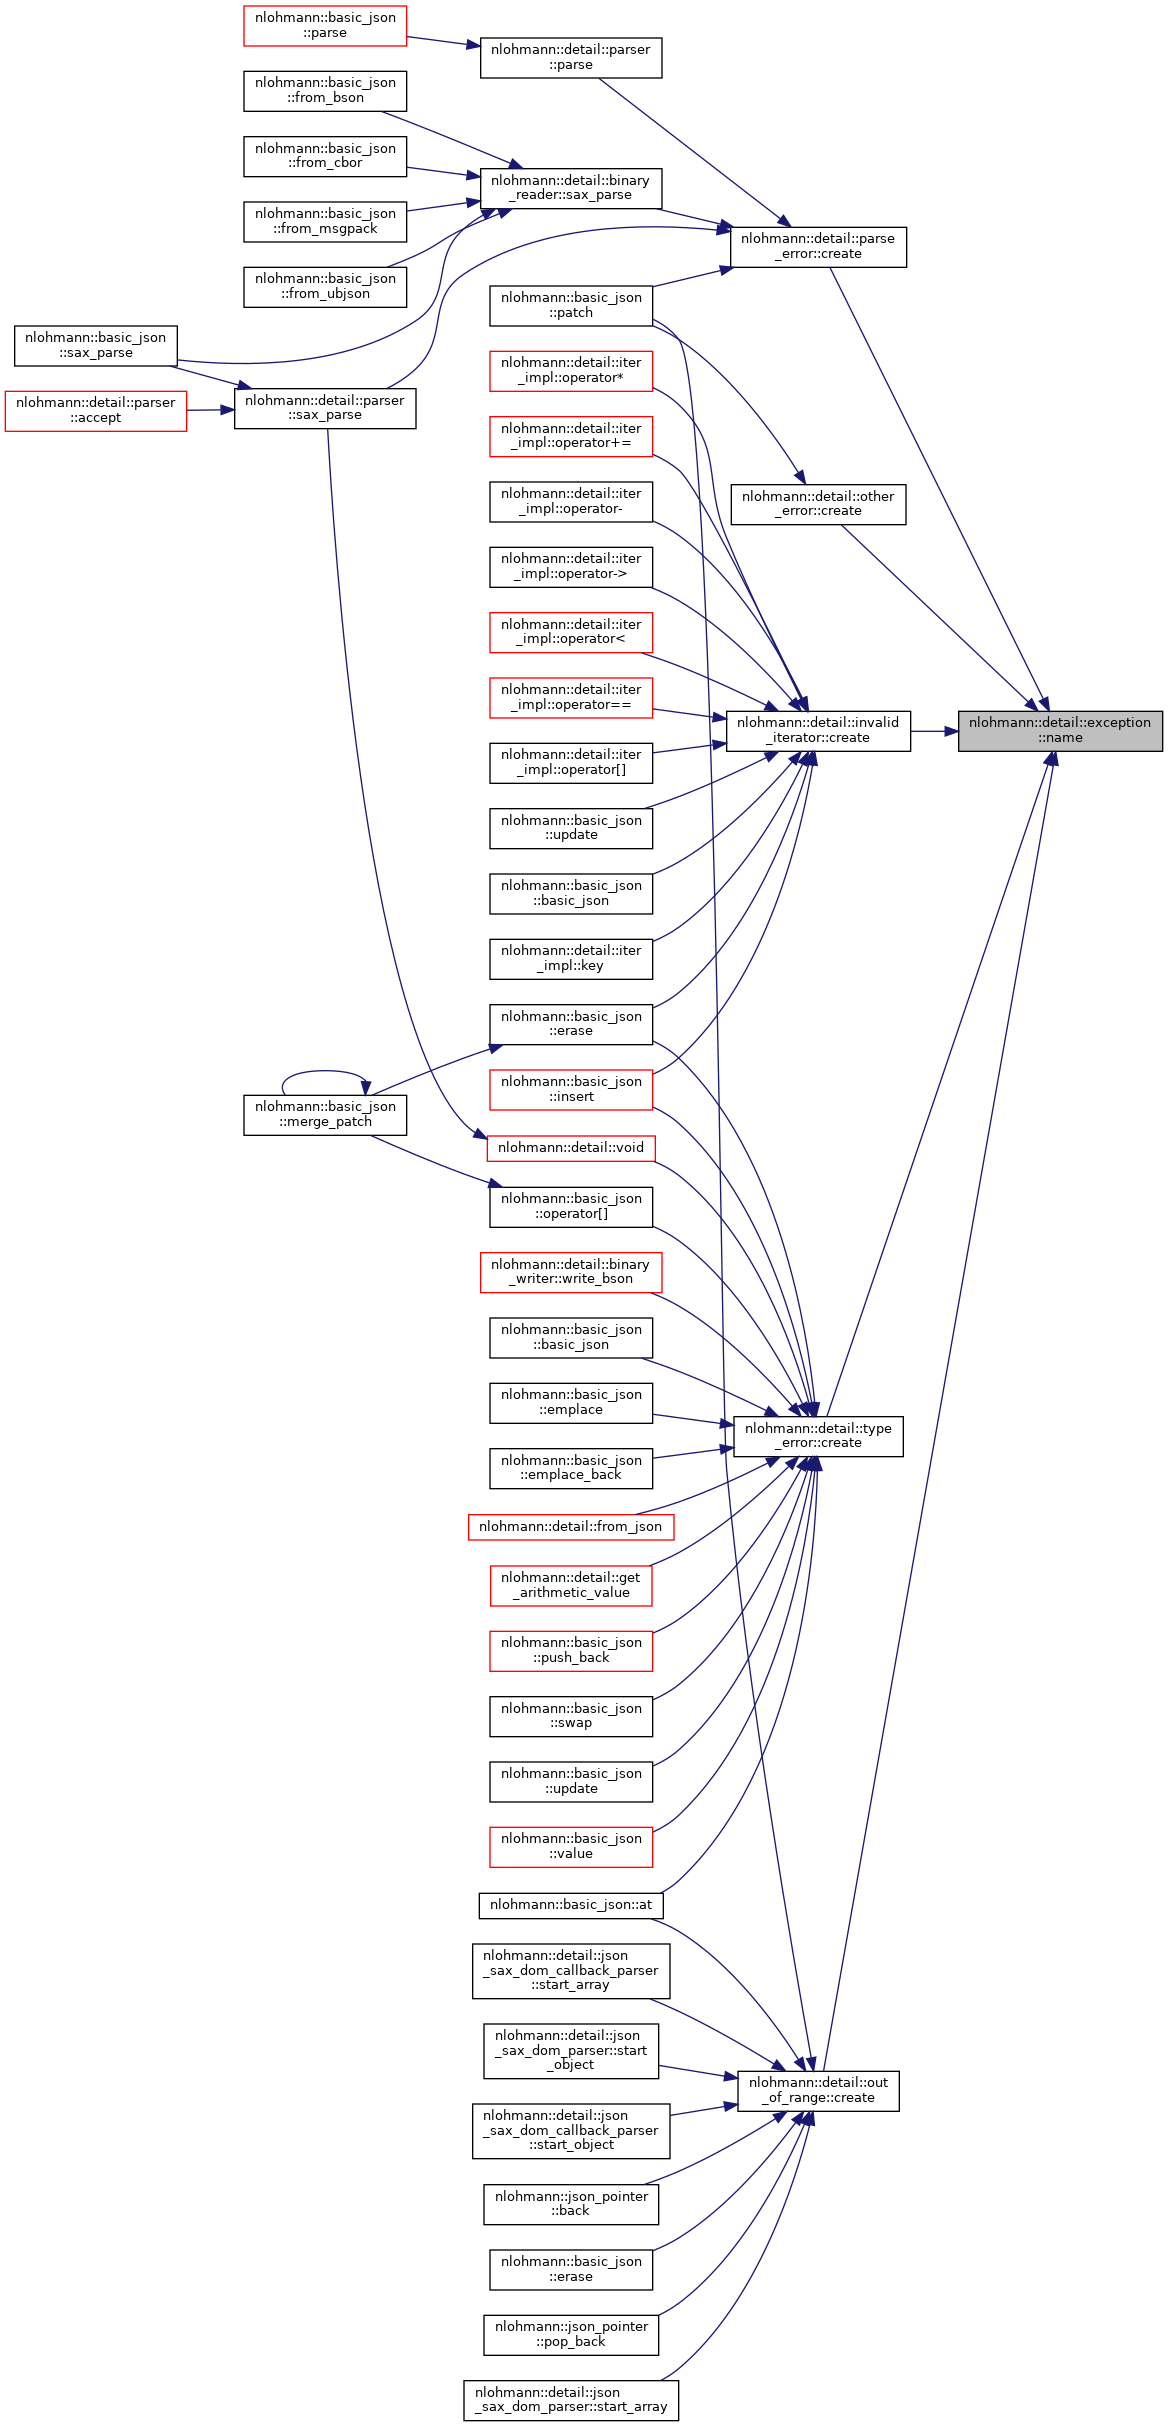 nlohmann::basic_json
::parse
nlohmann::detail::parser
::parse
nlohmann::basic_json
::from_bson
nlohmann::basic_json
::from_cbor
nlohmann::detail::binary
_reader::sax_parse
nlohmann::basic_json
::from_msgpack
nlohmann::detail::parse
_error::create
nlohmann::basic_json
::from_ubjson
nlohmann::basic_json
::patch
nlohmann::basic_json
::sax_parse
nlohmann::detail::iter
_impl::operator*
nlohmann::detail::parser
::accept
nlohmann::detail::parser
::sax_parse
nlohmann::detail::iter
_impl::operator+=
nlohmann::detail::iter
_impl::operator-
nlohmann::detail::other
_error::create
nlohmann::detail::iter
_impl::operator->
nlohmann::detail::iter
_impl::operator<
nlohmann::detail::iter
_impl::operator==
nlohmann::detail::invalid
_iterator::create
nlohmann::detail::exception
::name
nlohmann::detail::iter
_impl::operator[]
nlohmann::basic_json
::update
nlohmann::basic_json
::basic_json
nlohmann::detail::iter
_impl::key
nlohmann::basic_json
::erase
nlohmann::basic_json
::insert
nlohmann::basic_json
::merge_patch
nlohmann::detail::void
nlohmann::basic_json
::operator[]
nlohmann::detail::binary
_writer::write_bson
nlohmann::basic_json
::basic_json
nlohmann::basic_json
::emplace
nlohmann::detail::type
_error::create
nlohmann::basic_json
::emplace_back
nlohmann::detail::from_json
nlohmann::detail::get
_arithmetic_value
nlohmann::basic_json
::push_back
nlohmann::basic_json
::swap
nlohmann::basic_json
::update
nlohmann::basic_json
::value
nlohmann::basic_json::at
nlohmann::detail::json
_sax_dom_callback_parser
::start_array
nlohmann::detail::json
_sax_dom_parser::start
_object
nlohmann::detail::out
_of_range::create
nlohmann::detail::json
_sax_dom_callback_parser
::start_object
nlohmann::json_pointer
::back
nlohmann::basic_json
::erase
nlohmann::json_pointer
::pop_back
nlohmann::detail::json
_sax_dom_parser::start_array